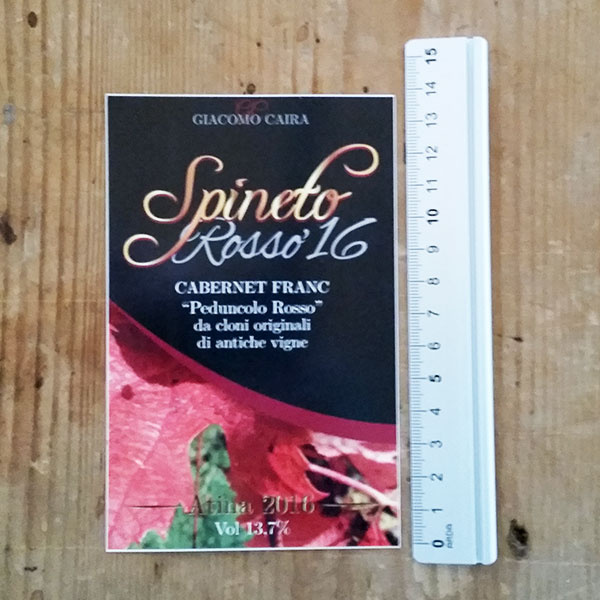 GIACOMO CAIRA
Spineto
Rosso'16
CABERNET FRANC
"Peduncolo Rosso"
da cloni originali
di antiche vigne
Atina 2016
Vol 13.7%
15
14
13
12
11
10
9
8
7
6
5
4
3
2
1
0